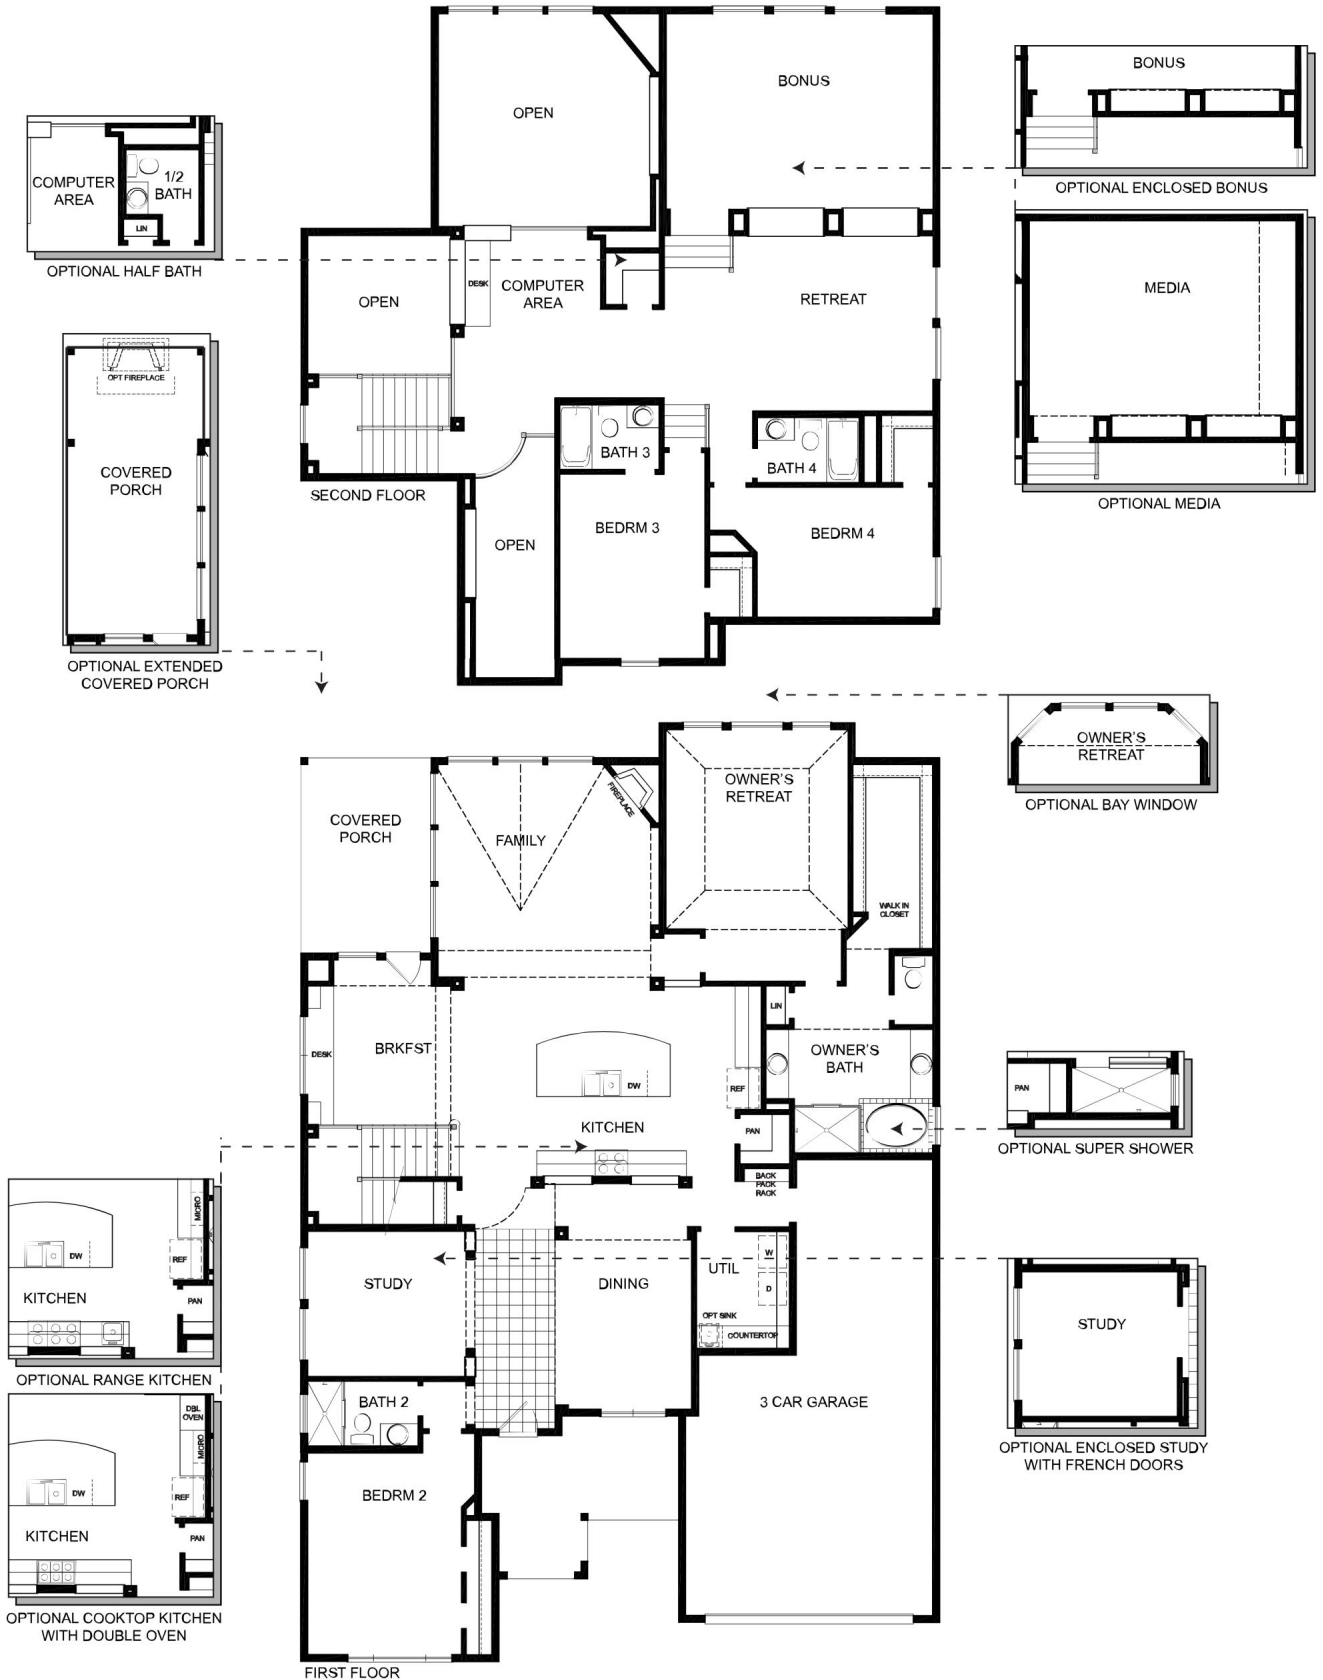 BONUS
OPEN
BONUS
OPTIONAL ENCLOSED BONUS
COMPUTER
AREA
1/2
BATH
LIN
OPTIONAL HALF BATH
OPEN
DESK
COMPUTER
AREA
RETREAT
MEDIA
OPTIONAL MEDIA
OPT FIREPLACE
COVERED
PORCH
OPTIONAL EXTENDED
COVERED PORCH
SECOND FLOOR
BATH 3
BATH 4
OPEN
BEDRM 3
BEDRM 4
OWNER'S
RETREAT
OPTIONAL BAY WINDOW
COVERED
PORCH
FAMILY
FIREPLACE
OWNER'S
RETREAT
WALK IN
CLOSET
DESK
BRKFST
LIN
OWNER'S
BATH
DW
REF
KITCHEN
PAN
BACK
PACK
RACK
PAN
OPTIONAL SUPER SHOWER
MICRO
DW
REF
KITCHEN
PAN
OPTIONAL RANGE KITCHEN
STUDY
DINING
UTIL
W
D
OPT SINK
COUNTERTOP
STUDY
OPTIONAL ENCLOSED STUDY
WITH FRENCH DOORS
BATH 2
3 CAR GARAGE
DBL
OVEN
MICRO
DW
REF
KITCHEN
PAN
OPTIONAL COOKTOP KITCHEN
WITH DOUBLE OVEN
BEDRM 2
FIRST FLOOR